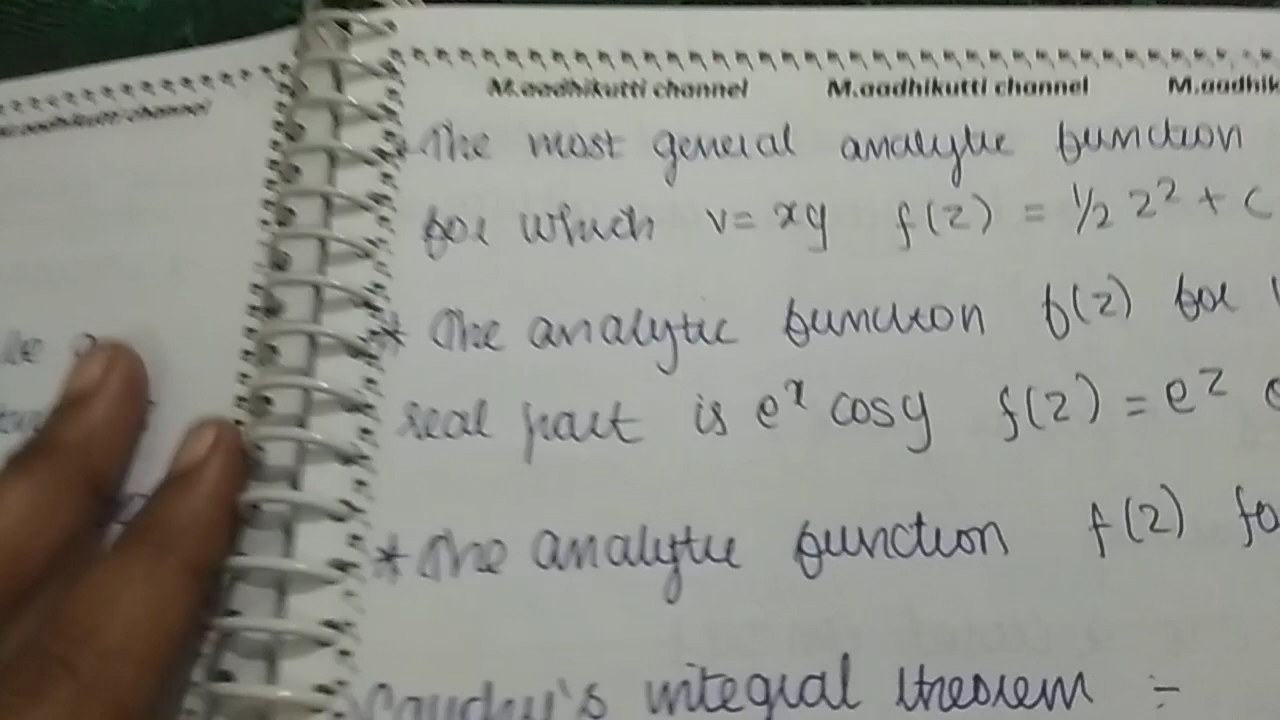 M.aadhikutti channel M.aadhikutti channel M.aadhik
* The most general analytic function
for which v = xy f(z) = 1/2 z² + c
* The analytic function f(z) for
real part is eˣ cosy f(z) = eᶻ
* The analytic function f(z) fo
Cauchy's integral theorem :-